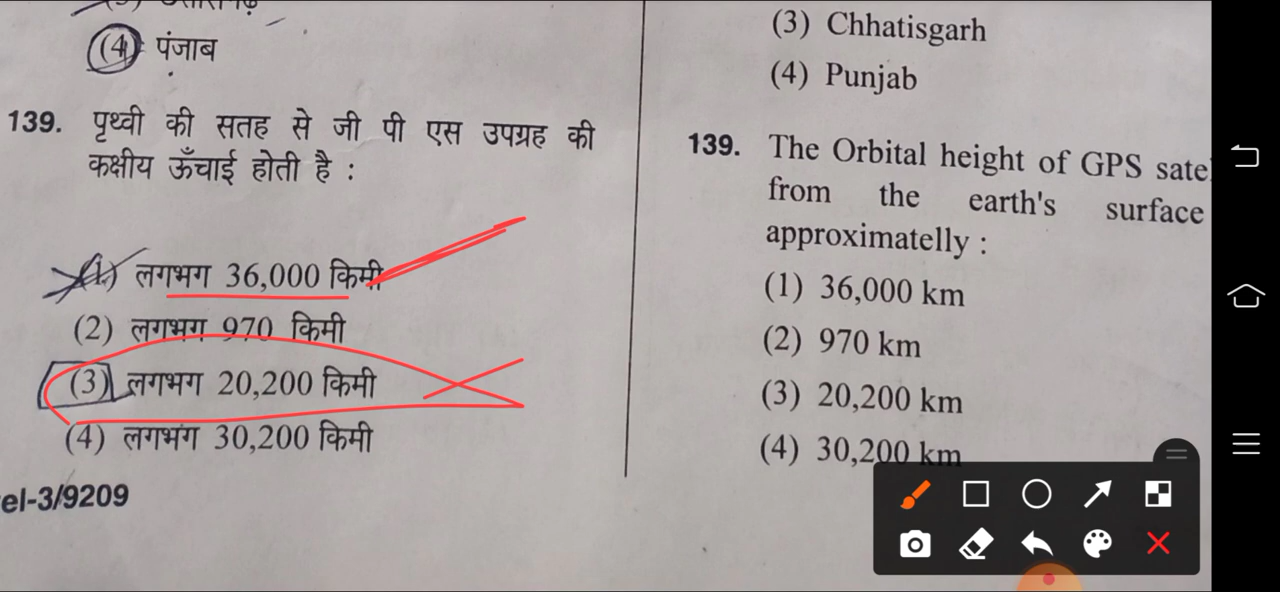 (4) पंजाब
139. पृथ्वी की सतह से जी पी एस उपग्रह की
कक्षीय ऊँचाई होती है :
(1) लगभग 36,000 किमी
(2) लगभग 970 किमी
(3) लगभग 20,200 किमी
(4) लगभग 30,200 किमी
el-3/9209
(3) Chhatisgarh
(4) Punjab
139. The Orbital height of GPS
from the earth's surface
approximatelly :
(1) 36,000 km
(2) 970 km
(3) 20,200 km
(4) 30,200 km